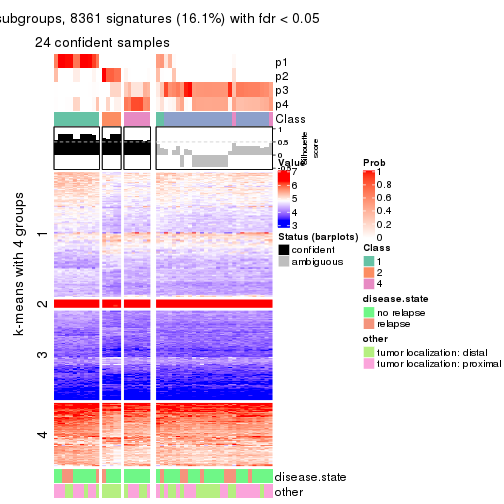 subgroups, 8361 signatures (16.1%) with fdr < 0.05
24 confident samples
p1
p2
p3
p4
Class
1
0.5
0
Silhouette
score
k-means with 4 groups
1
2
3
4
Value
7
6
5
4
3
Status (barplots)
confident
ambiguous
Prob
1
0.8
0.6
0.4
0.2
0
Class
1
2
4
disease.state
no relapse
relapse
other
tumor localization: distal
tumor localization: proximal
disease.state
other